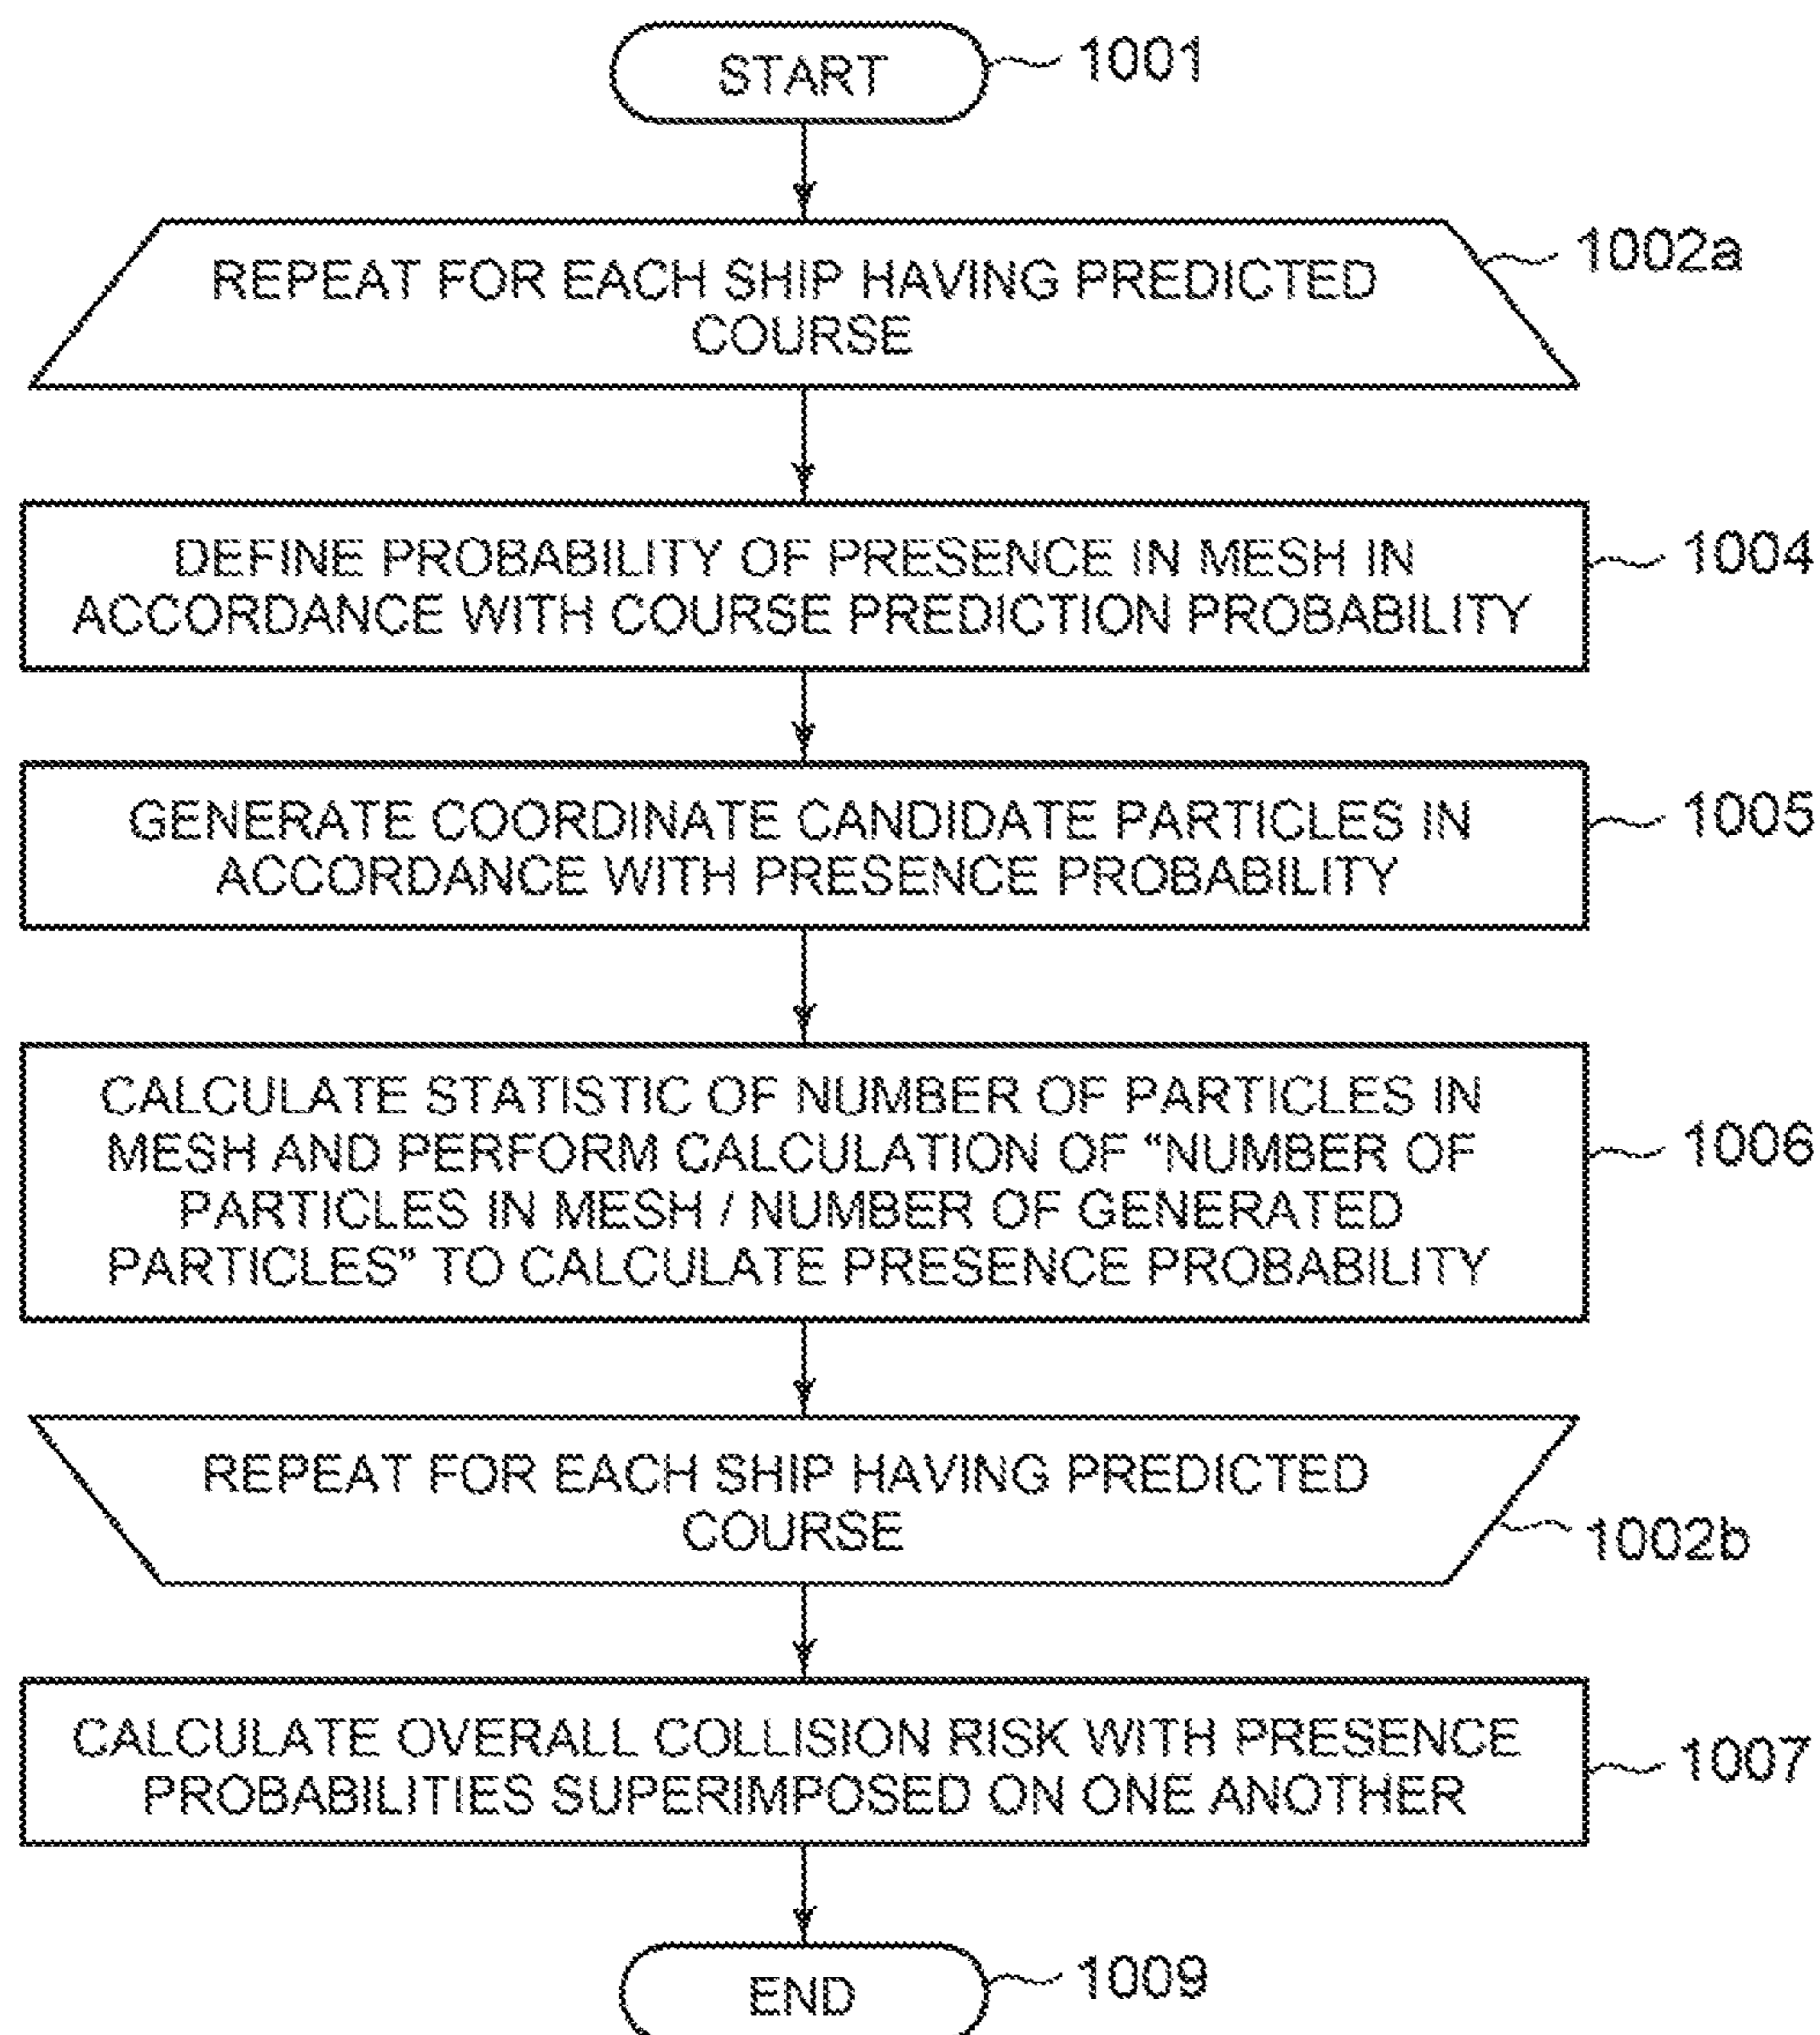 START
1001
REPEAT FOR EACH SHIP HAVING PREDICTED
COURSE
1002a
DEFINE PROBABILITY OF PRESENCE IN MESH IN
ACCORDANCE WITH COURSE PREDICTION PROBABILITY
1004
GENERATE COORDINATE CANDIDATE PARTICLES IN
ACCORDANCE WITH PRESENCE PROBABILITY
1005
CALCULATE STATISTIC OF NUMBER OF PARTICLES IN
MESH AND PERFORM CALCULATION OF “NUMBER OF
PARTICLES IN MESH / NUMBER OF GENERATED
PARTICLES” TO CALCULATE PRESENCE PROBABILITY
1006
REPEAT FOR EACH SHIP HAVING PREDICTED
COURSE
1002b
CALCULATE OVERALL COLLISION RISK WITH PRESENCE
PROBABILITIES SUPERIMPOSED ON ONE ANOTHER
1007
END
1009